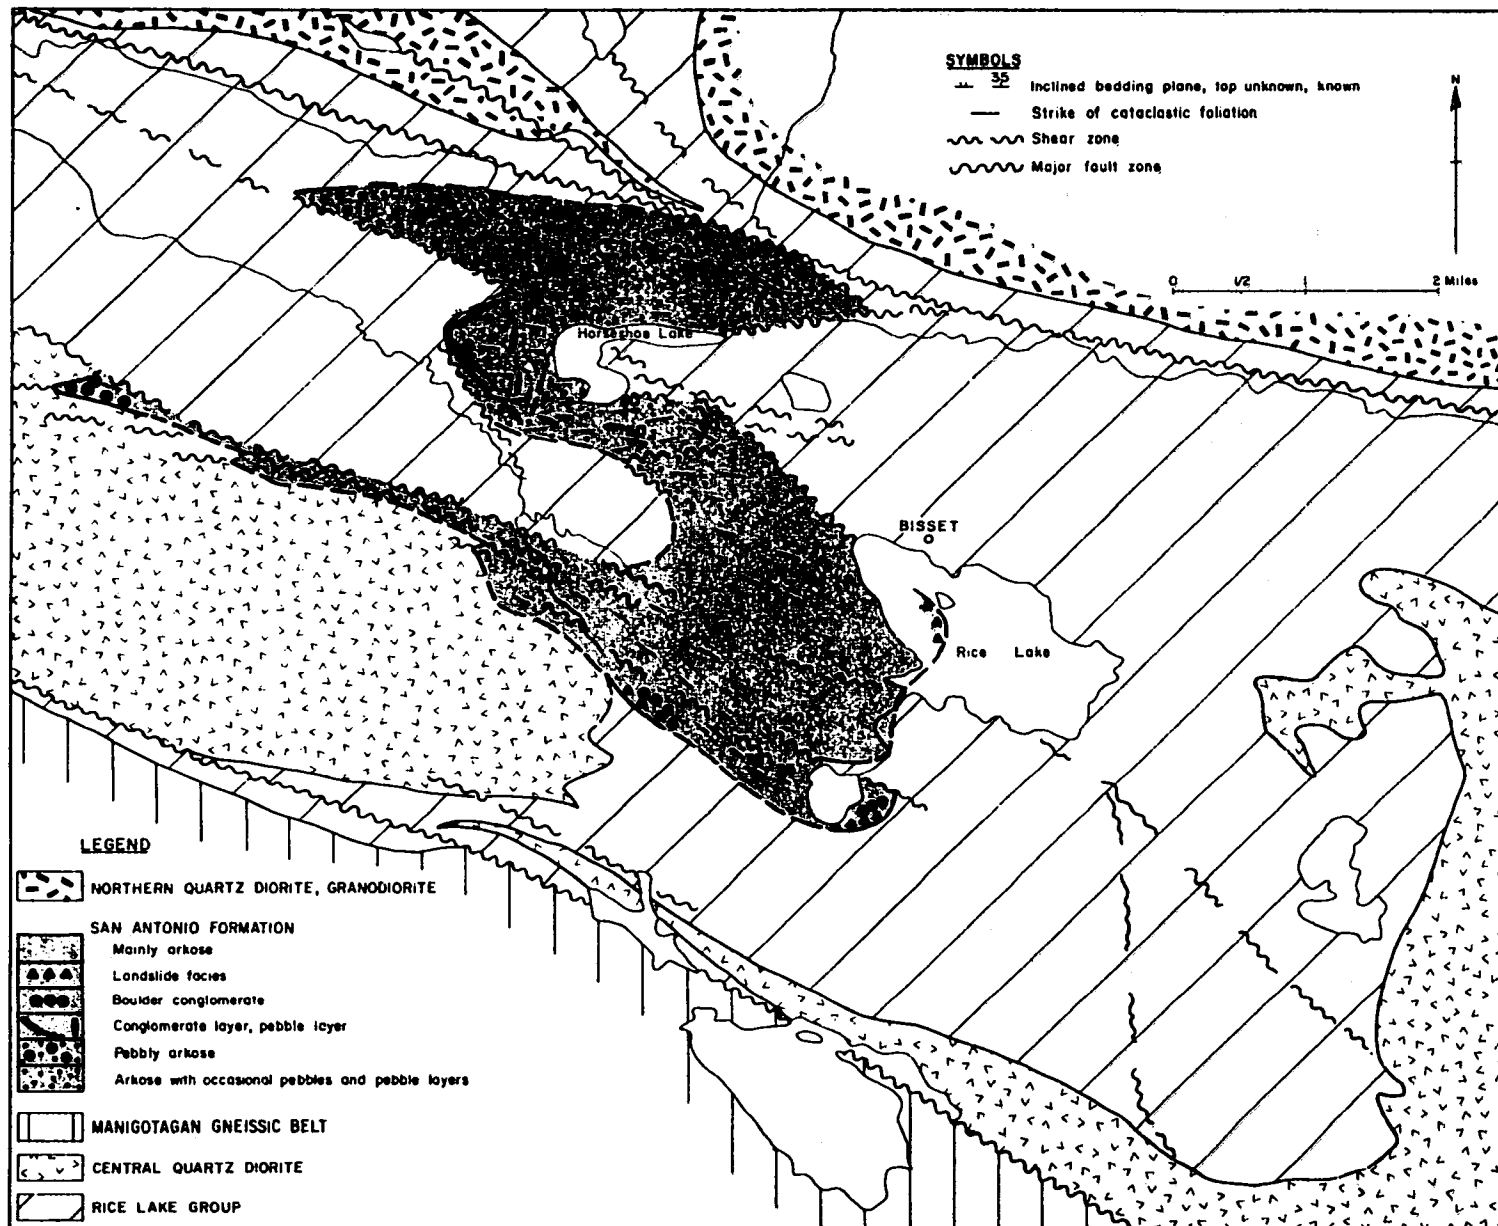 SYMBOLS
35 Inclined bedding plane, top unknown, known
Strike of cataclastic foliation
Shear zone
Major fault zone
N
0 1/2 1 2 Miles
Horseshoe Lake
BISSET
Rice Lake
LEGEND
NORTHERN QUARTZ DIORITE, GRANODIORITE
SAN ANTONIO FORMATION
Mainly arkose
Landslide facies
Boulder conglomerate
Conglomerate layer, pebble layer
Pebbly arkose
Arkose with occasional pebbles and pebble layers
MANIGOTAGAN GNEISSIC BELT
CENTRAL QUARTZ DIORITE
RICE LAKE GROUP